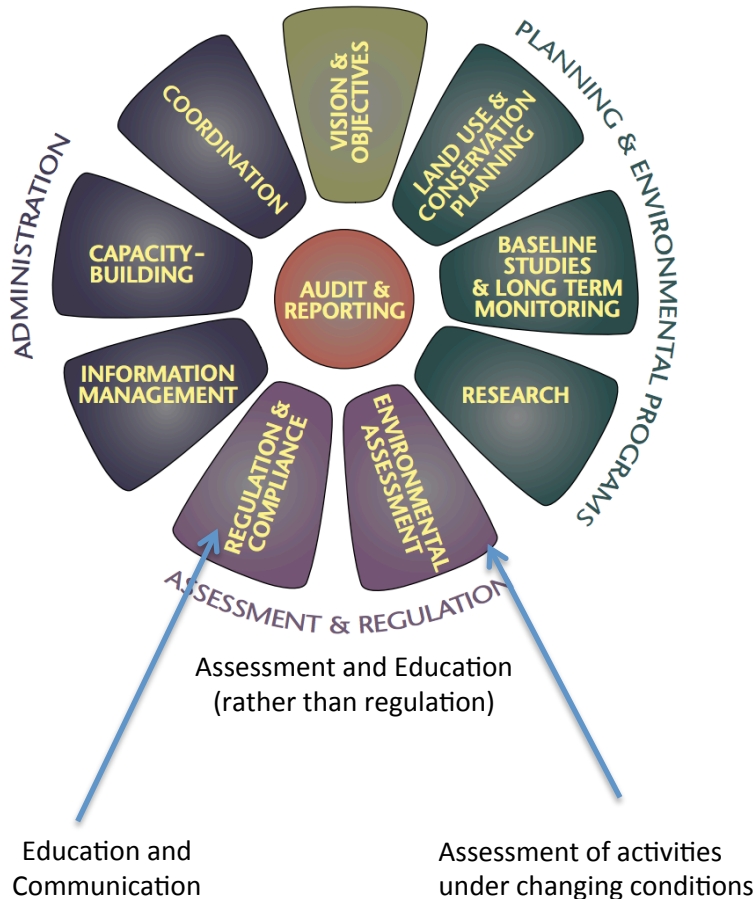 VISION &
OBJECTIVES
LAND USE &
CONSERVATION
PLANNING
BASELINE
STUDIES
& LONG TERM
MONITORING
RESEARCH
PLANNING & ENVIRONMENTAL PROGRAMS
ENVIRONMENTAL
ASSESSMENT
REGULATION &
COMPLIANCE
ASSESSMENT & REGULATION
INFORMATION
MANAGEMENT
CAPACITY–
BUILDING
COORDINATION
ADMINISTRATION
AUDIT &
REPORTING
Assessment and Education
(rather than regulation)
Education and
Communication
Assessment of activities
under changing conditions